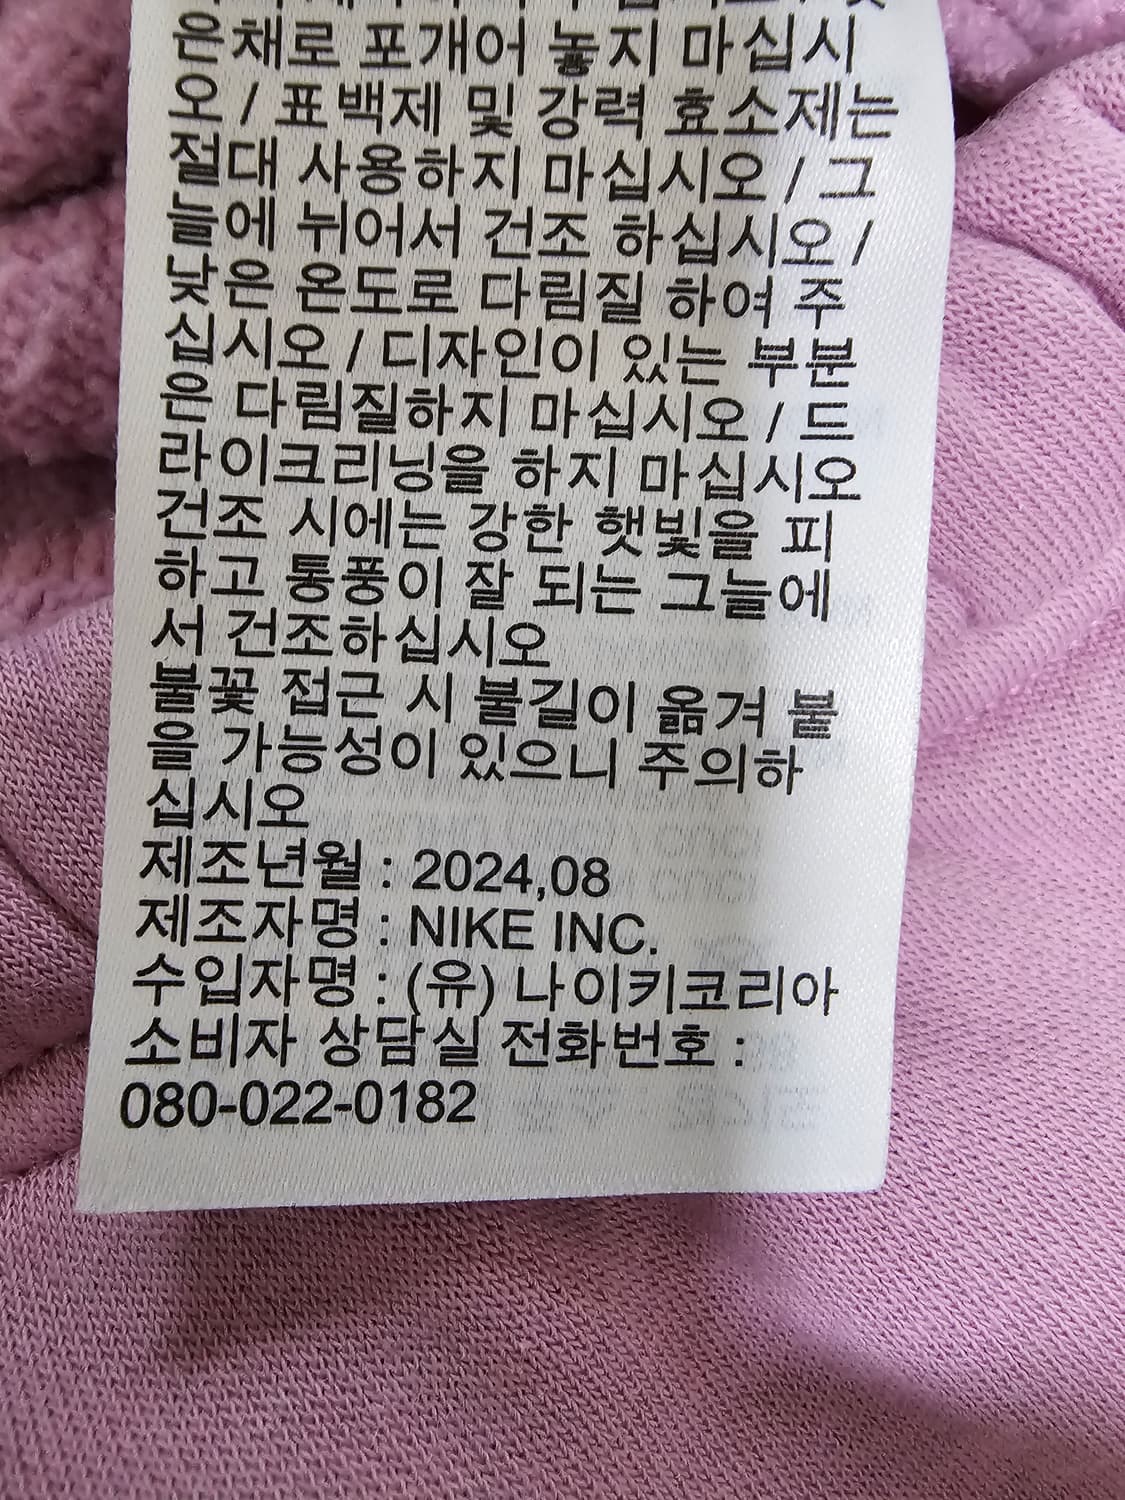 은채로 포개어 놓지 마십시
오 / 표백제 및 강력 효소제는
절대 사용하지 마십시오 / 그
늘에 뉘어서 건조 하십시오 /
낮은 온도로 다림질 하여 주
십시오 / 디자인이 있는 부분
은 다림질하지 마십시오 / 드
라이크리닝을 하지 마십시오
건조 시에는 강한 햇빛을 피
하고 통풍이 잘 되는 그늘에
서 건조하십시오
불꽃 접근 시 불길이 옮겨 붙
을 가능성이 있으니 주의하
십시오
제조년월 : 2024,08
제조자명 : NIKE INC.
수입자명 : (유) 나이키코리아
소비자 상담실 전화번호 :
080-022-0182